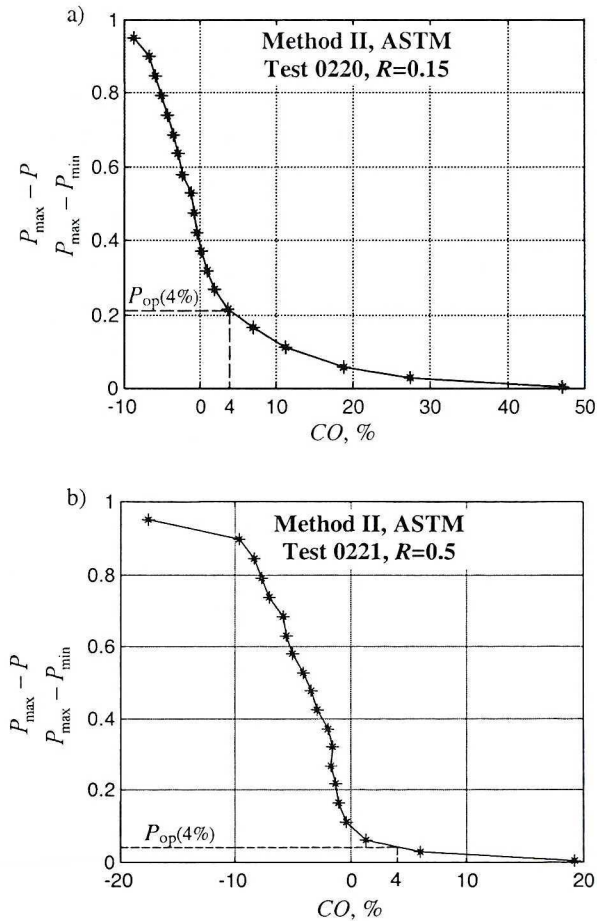 a)
Method II, ASTM
Test 0220, R=0.15
1
0.8
0.6
0.4
0.2
0
P_max − P
P_max − P_min
P_op(4%)
-10 0 4 10 20 30 40 50
CO, %
b)
Method II, ASTM
Test 0221, R=0.5
1
0.8
0.6
0.4
0.2
0
P_max − P
P_max − P_min
P_op(4%)
-20 -10 0 4 10 20
CO, %